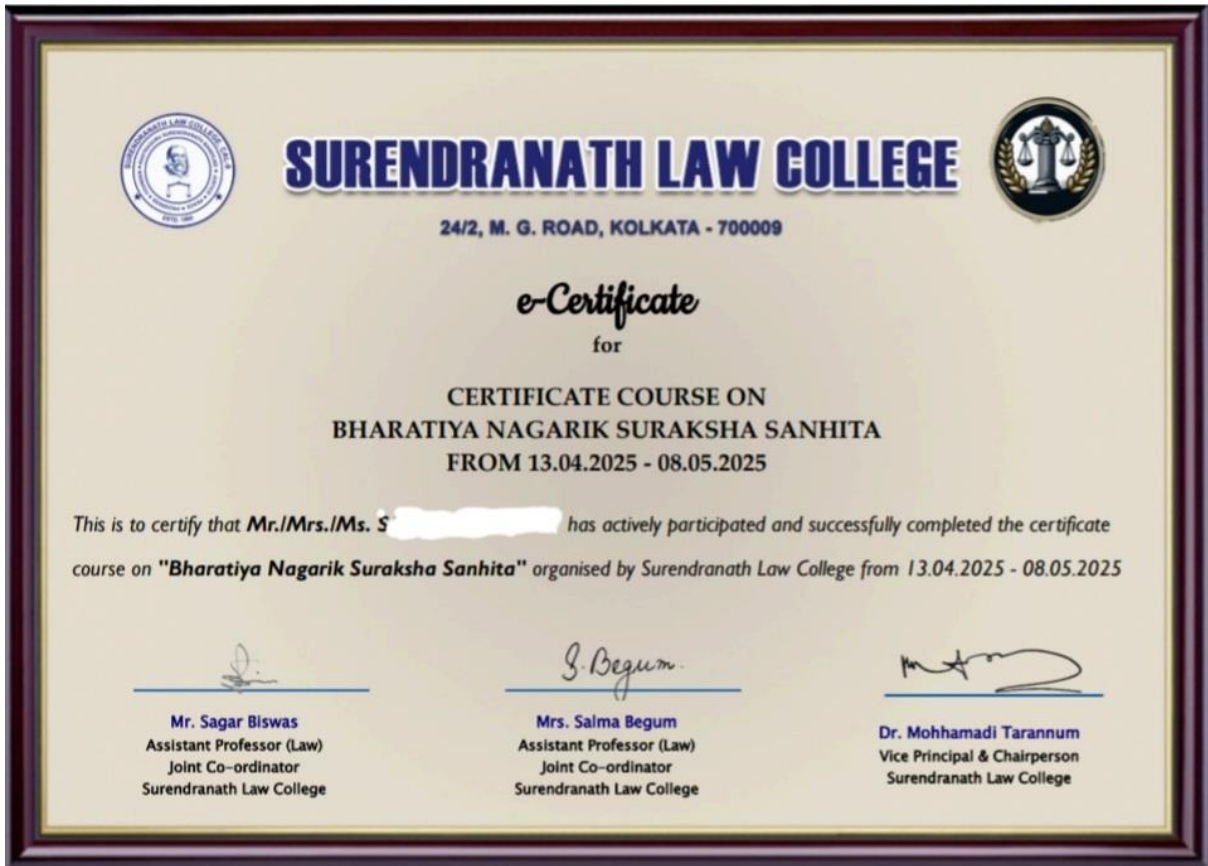 SURENDRANATH LAW COLLEGE
24/2, M. G. ROAD, KOLKATA - 700009
e-Certificate
for
CERTIFICATE COURSE ON
BHARATIYA NAGARIK SURAKSHA SANHITA
FROM 13.04.2025 - 08.05.2025
This is to certify that Mr./Mrs./Ms. S has actively participated and successfully completed the certificate
course on "Bharatiya Nagarik Suraksha Sanhita" organised by Surendranath Law College from 13.04.2025 - 08.05.2025
S. Begum.
Mr. Sagar Biswas
Assistant Professor (Law)
Joint Co-ordinator
Surendranath Law College
Mrs. Salma Begum
Assistant Professor (Law)
Joint Co-ordinator
Surendranath Law College
Dr. Mohhamadi Tarannum
Vice Principal & Chairperson
Surendranath Law College